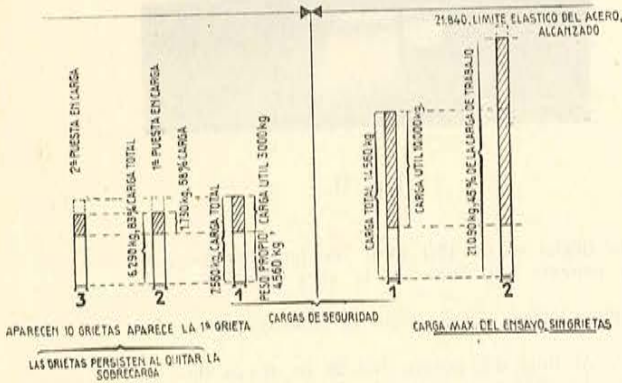 21.840, LIMITE ELASTICO DEL ACERO,
ALCANZADO
2ª PUESTA EN CARGA
6.290 kg, 83% CARGA TOTAL
1ª PUESTA EN CARGA
1.730 kg, 58% CARGA
7.560 kg, CARGA TOTAL
PESO PROPIO,
4.560 kg
CARGA UTIL 3.000 kg
CARGA TOTAL 14.560 kg
CARGA UTIL 10.000 kg.
21.090 kg, 45% DE LA CARGA DE TRABAJO
3
2
1
1
2
CARGAS DE SEGURIDAD
APARECEN 10 GRIETAS
APARECE LA 1ª GRIETA
CARGA MAX. DEL ENSAYO, SIN GRIETAS
LAS GRIETAS PERSISTEN AL QUITAR LA
SOBRECARGA